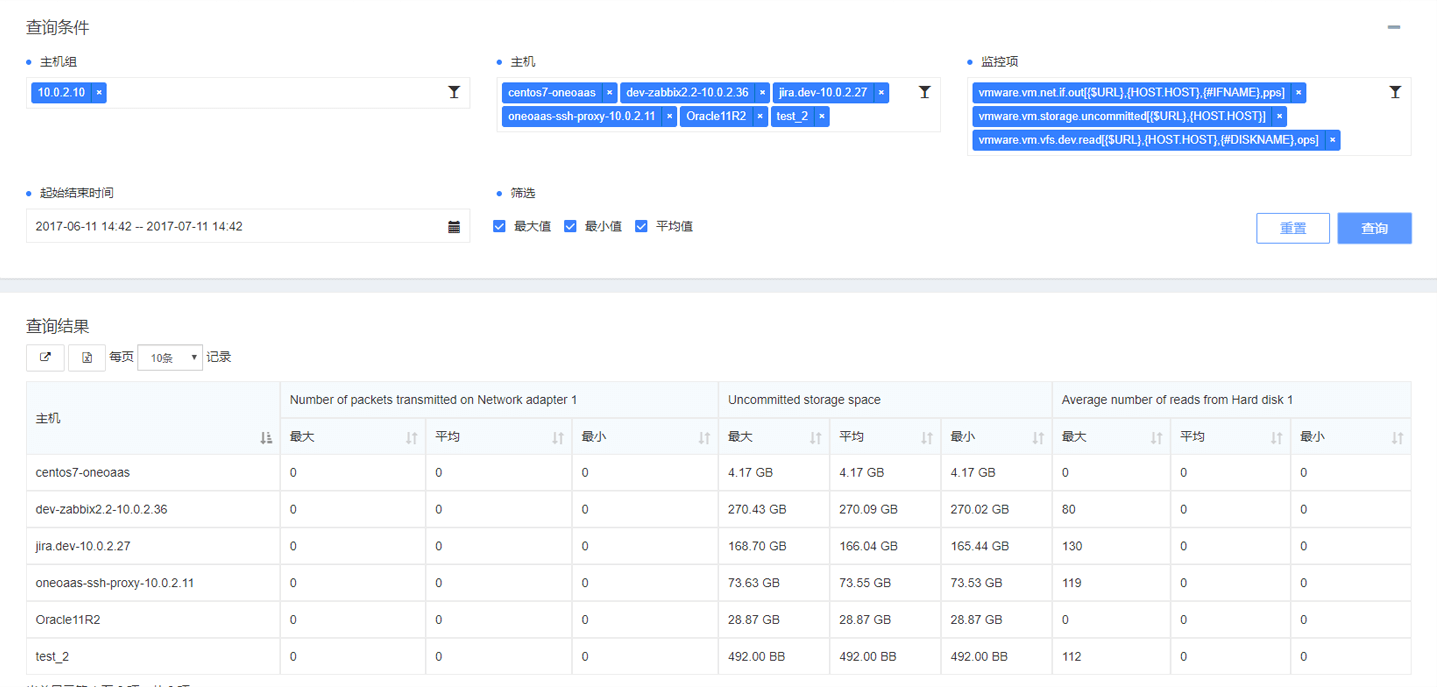 查询条件
主机组
主机
监控项
10.0.2.10 ×
centos7-oneoaas × dev-zabbix2.2-10.0.2.36 × jira.dev-10.0.2.27 ×
oneoaas-ssh-proxy-10.0.2.11 × Oracle11R2 × test_2 ×
vmware.vm.net.if.out[{$URL},{HOST.HOST},{#IFNAME},pps] ×
vmware.vm.storage.uncommitted[{$URL},{HOST.HOST}] ×
vmware.vm.vfs.dev.read[{$URL},{HOST.HOST},{#DISKNAME},ops] ×
起始结束时间
筛选
2017-06-11 14:42 -- 2017-07-11 14:42
最大值 最小值 平均值
重置 查询
查询结果
每页 10条 记录
主机 Number of packets transmitted on Network adapter 1 Uncommitted storage space Average number of reads from Hard disk 1
最大 平均 最小 最大 平均 最小 最大 平均 最小
centos7-oneoaas 0 0 0 4.17 GB 4.17 GB 4.17 GB 0 0 0
dev-zabbix2.2-10.0.2.36 0 0 0 270.43 GB 270.09 GB 270.02 GB 80 0 0
jira.dev-10.0.2.27 0 0 0 168.70 GB 166.04 GB 165.44 GB 130 0 0
oneoaas-ssh-proxy-10.0.2.11 0 0 0 73.63 GB 73.55 GB 73.53 GB 119 0 0
Oracle11R2 0 0 0 28.87 GB 28.87 GB 28.87 GB 0 0 0
test_2 0 0 0 492.00 BB 492.00 BB 492.00 BB 112 0 0